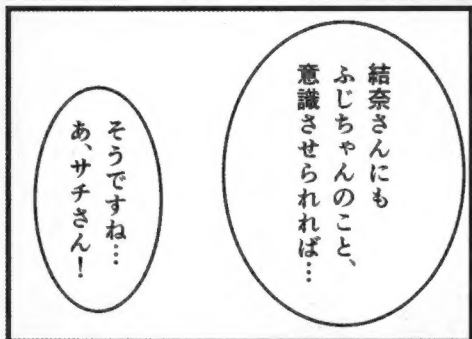 結奈さんにも
ふじちゃんのこと、
意識させられれば…
そうですね…
あ、サチさん！